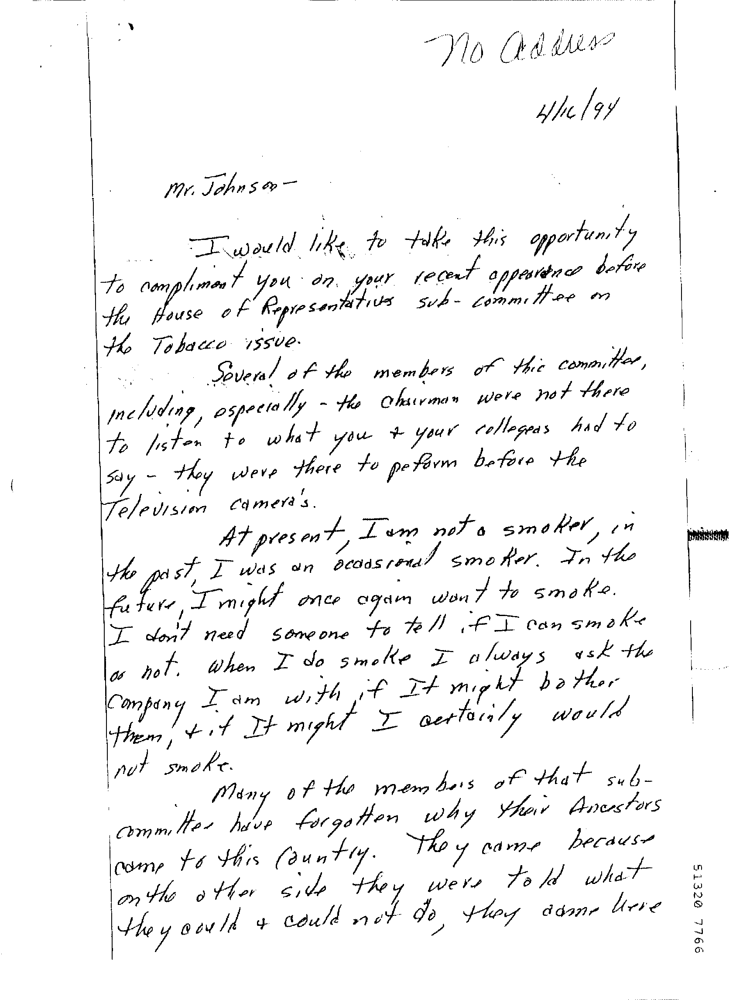 No Address
4/16/94
Mr. Johnson -
I would like to take this opportunity
to compliment you on your recent appearance before
the House of Representatives sub-committee on
the Tobacco issue.
Several of the members of this committee,
including, especially - the Chairman were not there
to listen to what you & your collegeas had to
say - they were there to peform before the
Television camera's.
At present, I am not a smoker, in
the past, I was an occassional smoker. In the
future, I might once again want to smoke.
I don't need someone to tell if I can smoke
or not. When I do smoke I always ask the
Company I am with if It might bother
them, & if It might I certainly would
not smoke.
Many of the members of that sub-
committee have forgotten why their Ancestors
came to this Country. They came because
on the other side they were told what
they could & could not do, they came here
51320 7766